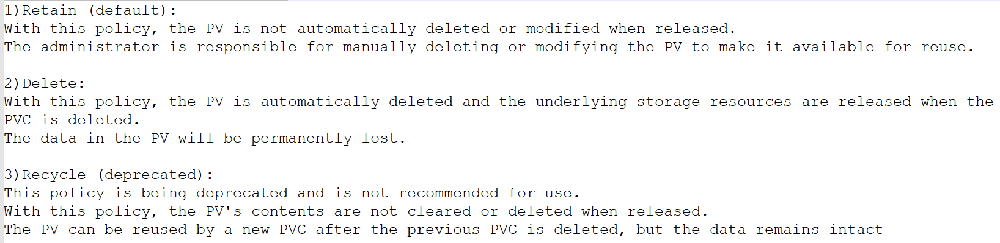 1)Retain (default):
With this policy, the PV is not automatically deleted or modified when released.
The administrator is responsible for manually deleting or modifying the PV to make it available for reuse.
2)Delete:
With this policy, the PV is automatically deleted and the underlying storage resources are released when the
PVC is deleted.
The data in the PV will be permanently lost.
3)Recycle (deprecated):
This policy is being deprecated and is not recommended for use.
With this policy, the PV's contents are not cleared or deleted when released.
The PV can be reused by a new PVC after the previous PVC is deleted, but the data remains intact